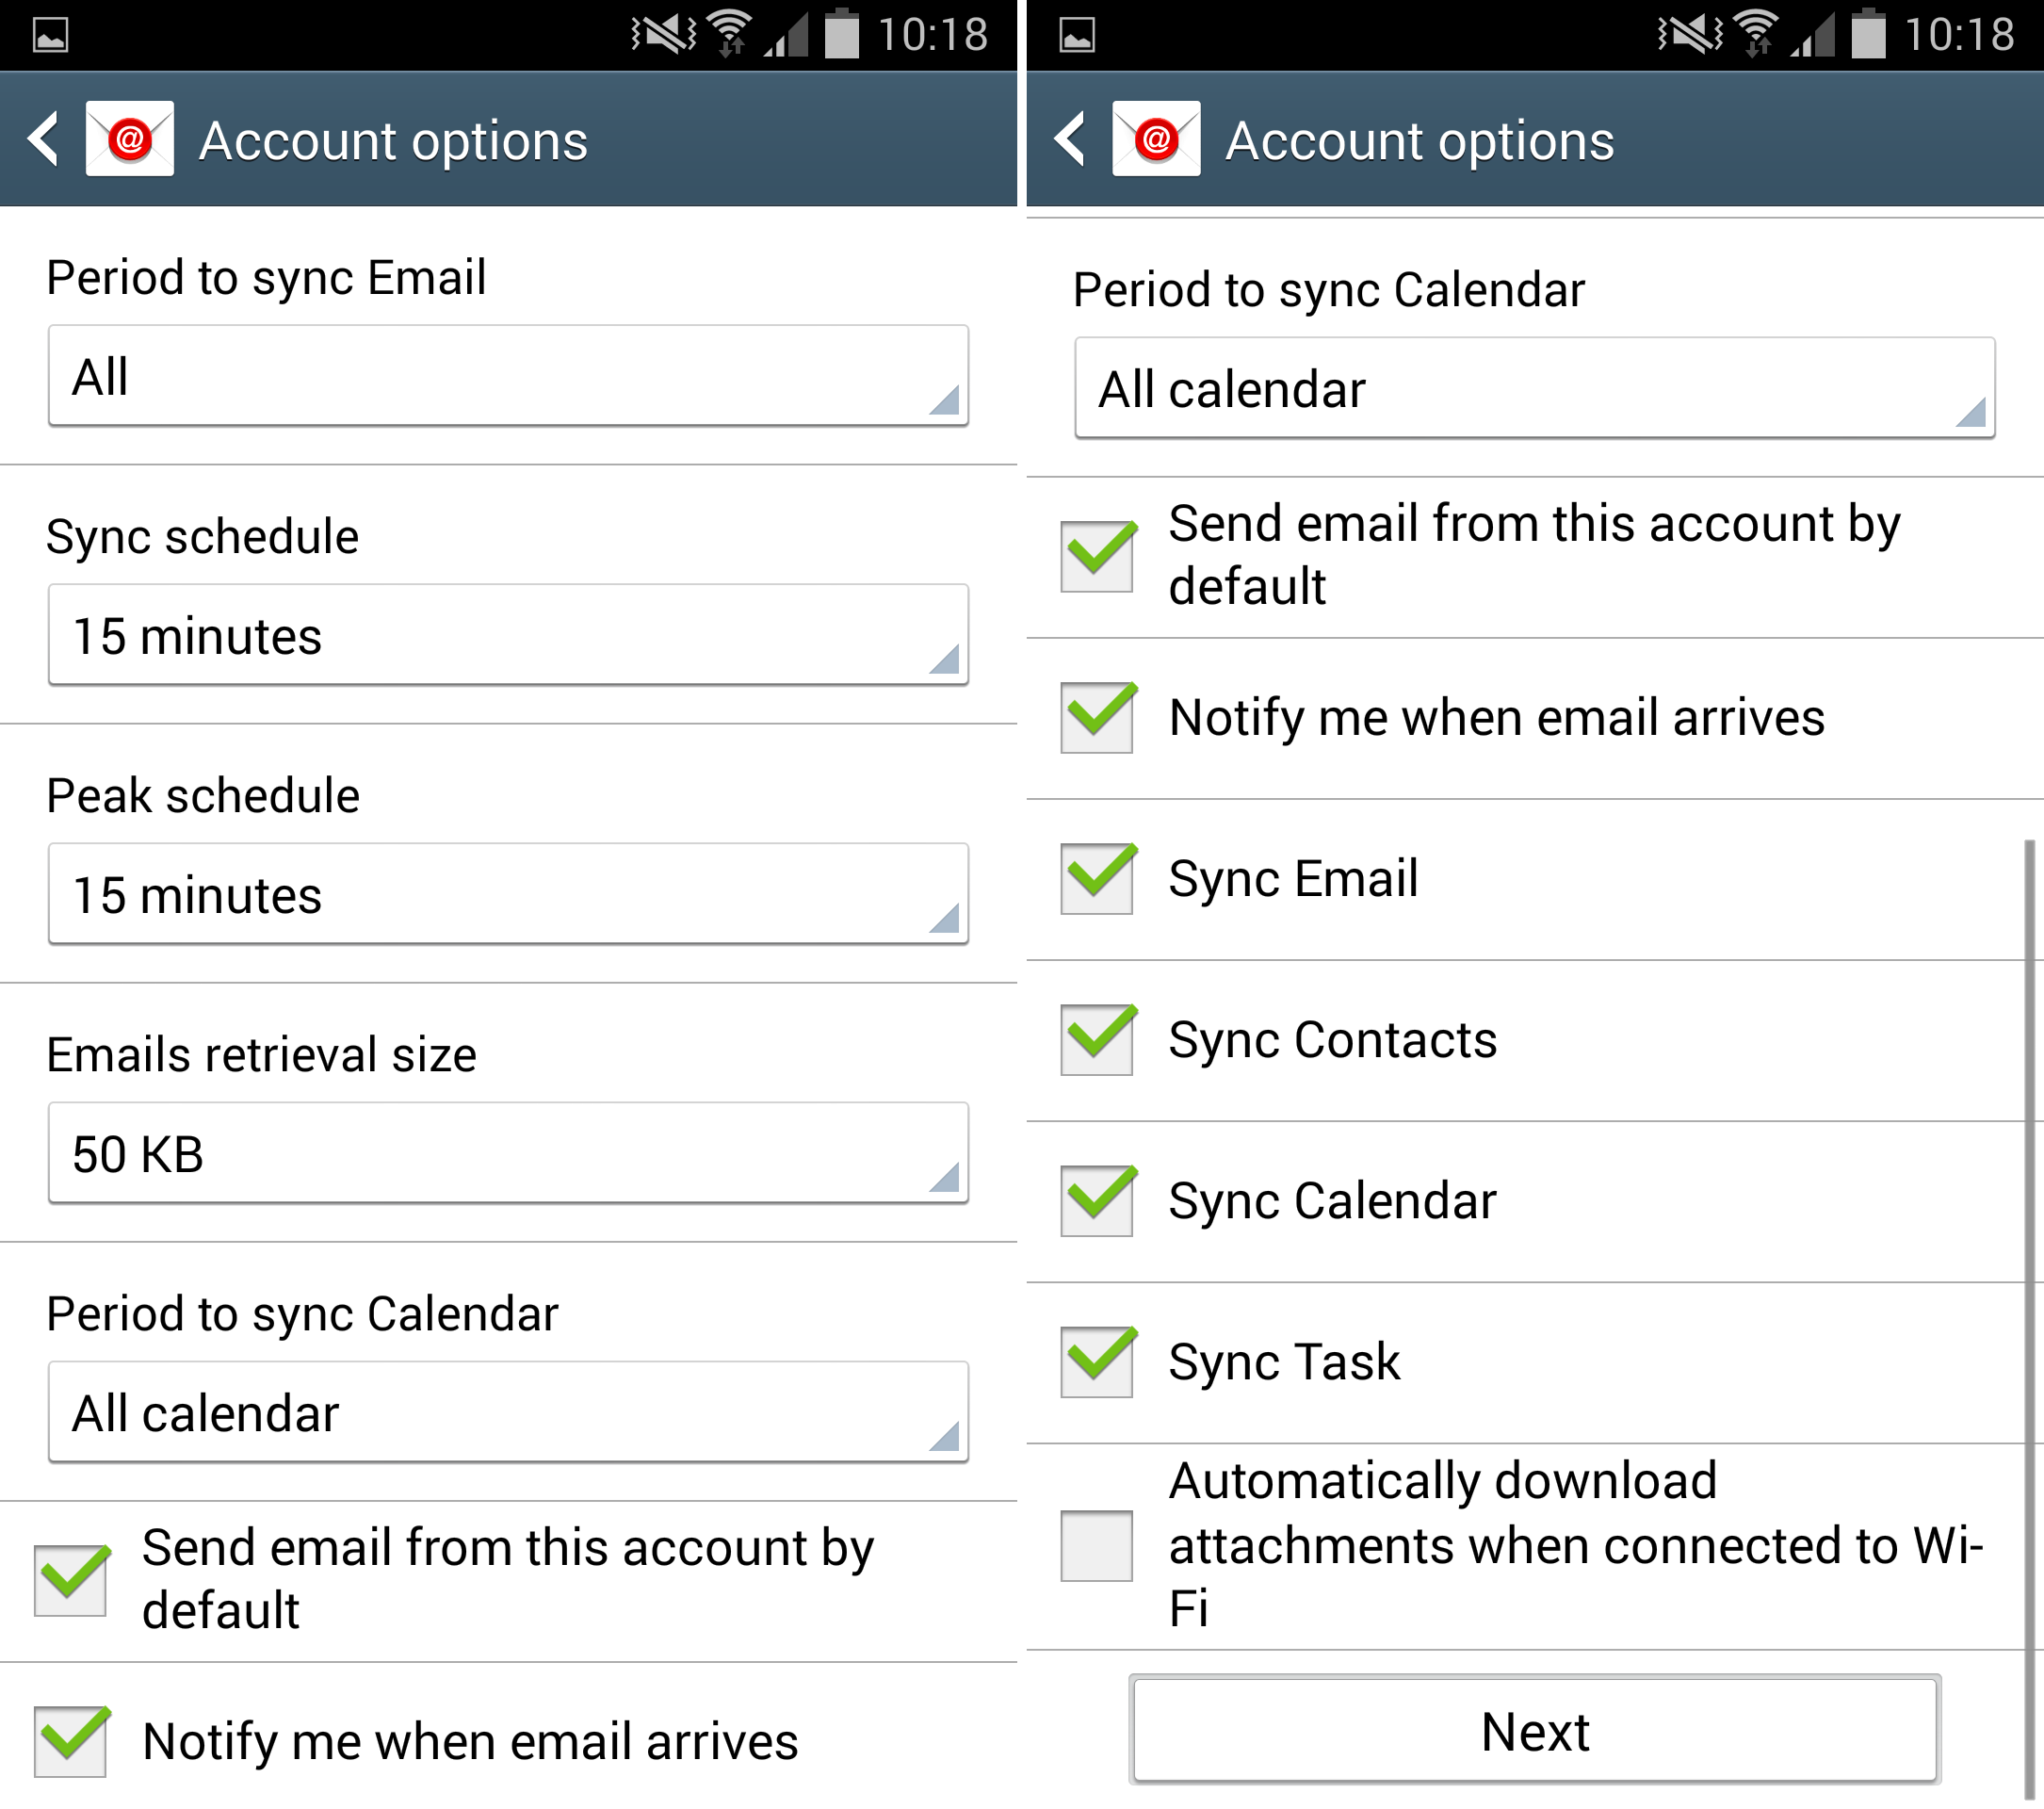 10:18
Account options
Period to sync Email
All
Sync schedule
15 minutes
Peak schedule
15 minutes
Emails retrieval size
50 KB
Period to sync Calendar
All calendar
Send email from this account by
default
Notify me when email arrives
10:18
Account options
Period to sync Calendar
All calendar
Send email from this account by
default
Notify me when email arrives
Sync Email
Sync Contacts
Sync Calendar
Sync Task
Automatically download
attachments when connected to Wi-
Fi
Next